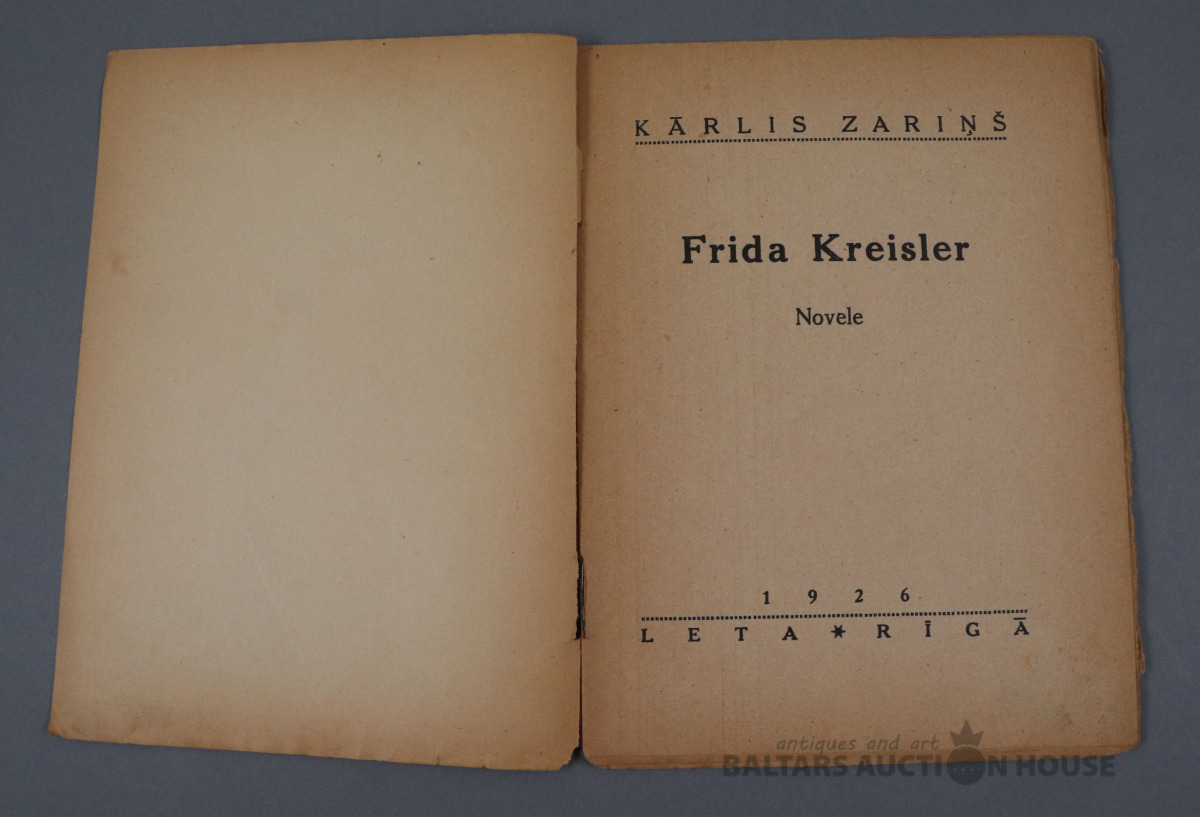 KĀRLIS ZARIŅŠ
Frida Kreisler
Novele
1926
LETA * RĪGĀ
antiques and art
BALTARS AUCTION HOUSE